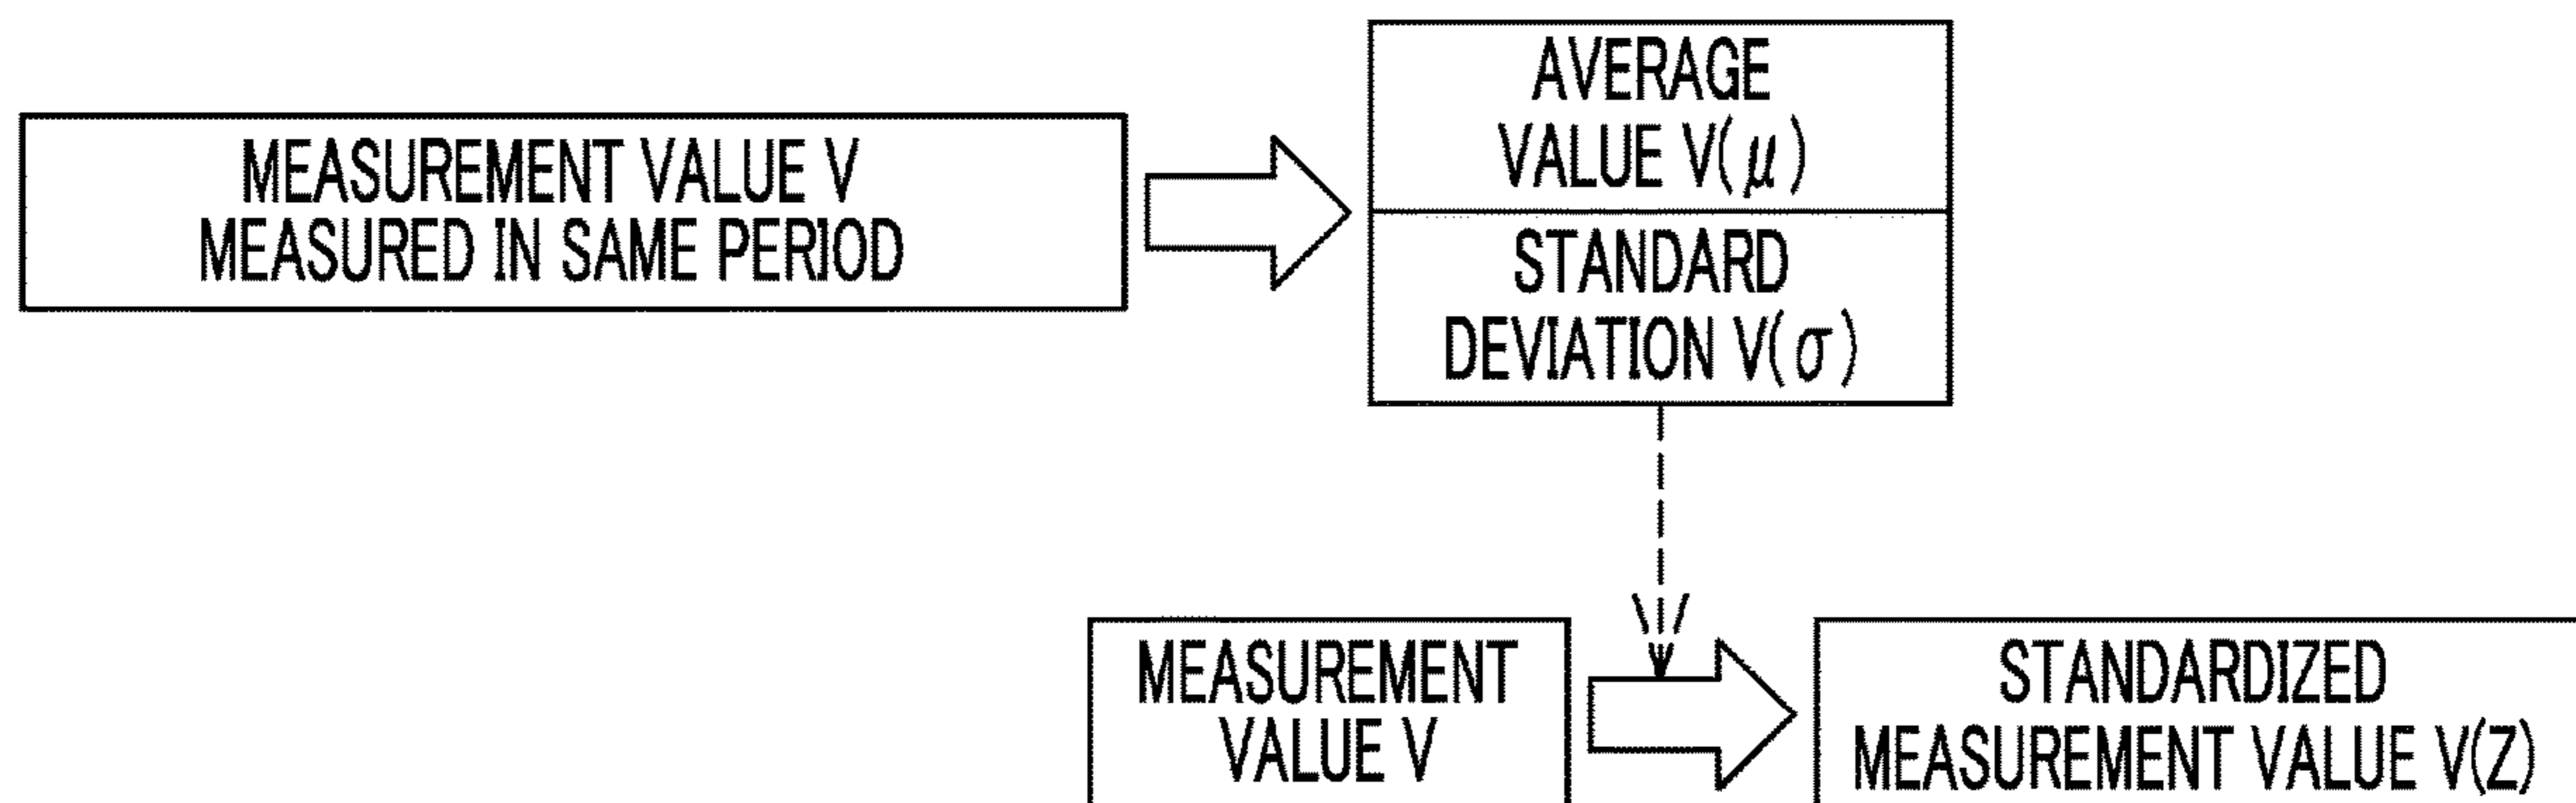 MEASUREMENT VALUE V
MEASURED IN SAME PERIOD
AVERAGE
VALUE V(μ)
STANDARD
DEVIATION V(σ)
MEASUREMENT
VALUE V
STANDARDIZED
MEASUREMENT VALUE V(Z)